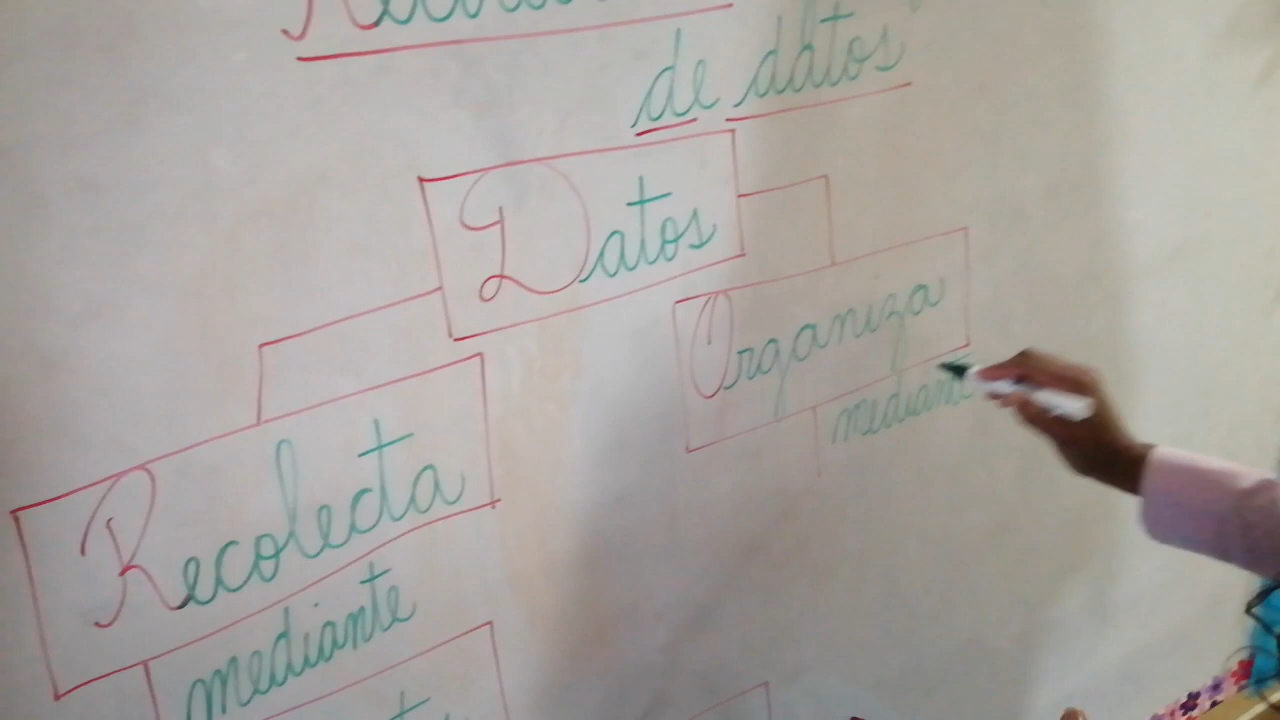 de datos
Datos
Organiza
mediante
Recolecta
mediante